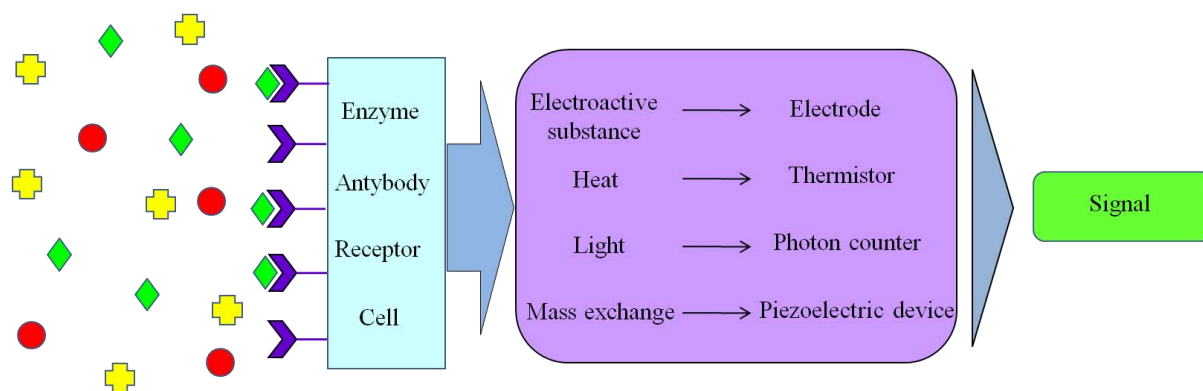 Enzyme
Antybody
Receptor
Cell
Electroactive
substance
Electrode
Heat
Thermistor
Light
Photon counter
Mass exchange
Piezoelectric device
Signal